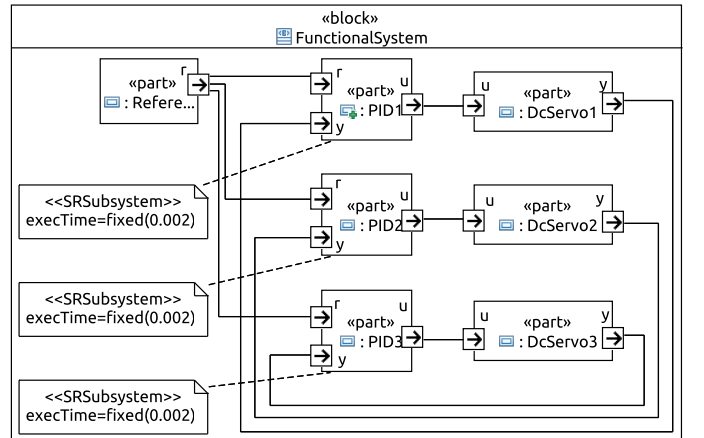 «block»
FunctionalSystem
r
«part»
: Refere...
r
u
«part»
: PID1
y
u
y
«part»
: DcServo1
<<SRSubsystem>>
execTime=fixed(0.002)
r
u
«part»
: PID2
y
u
y
«part»
: DcServo2
<<SRSubsystem>>
execTime=fixed(0.002)
r
u
«part»
: PID3
y
u
y
«part»
: DcServo3
<<SRSubsystem>>
execTime=fixed(0.002)